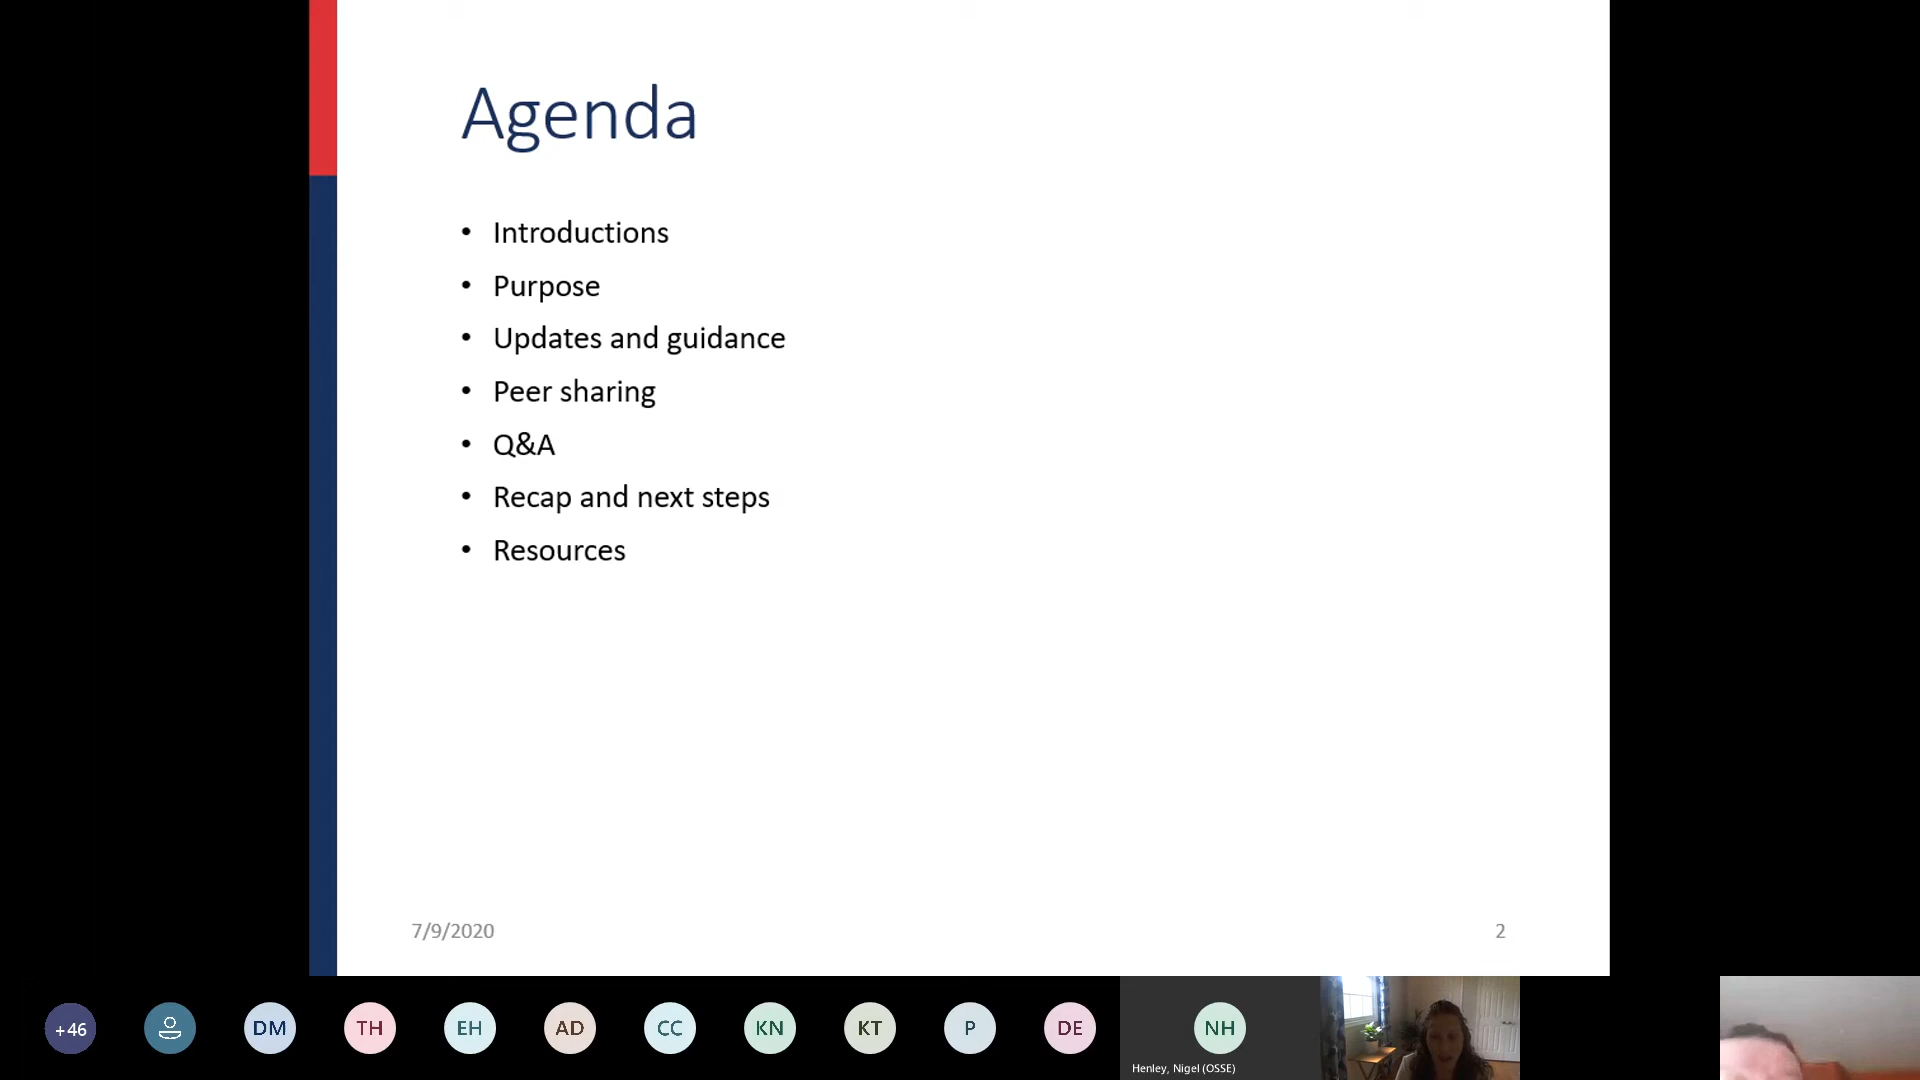 Agenda
• Introductions
• Purpose
• Updates and guidance
• Peer sharing
• Q&A
• Recap and next steps
• Resources
7/9/2020
2
+46
DM
TH
EH
AD
CC
KN
KT
P
DE
NH
Henley, Nigel (OSSE)